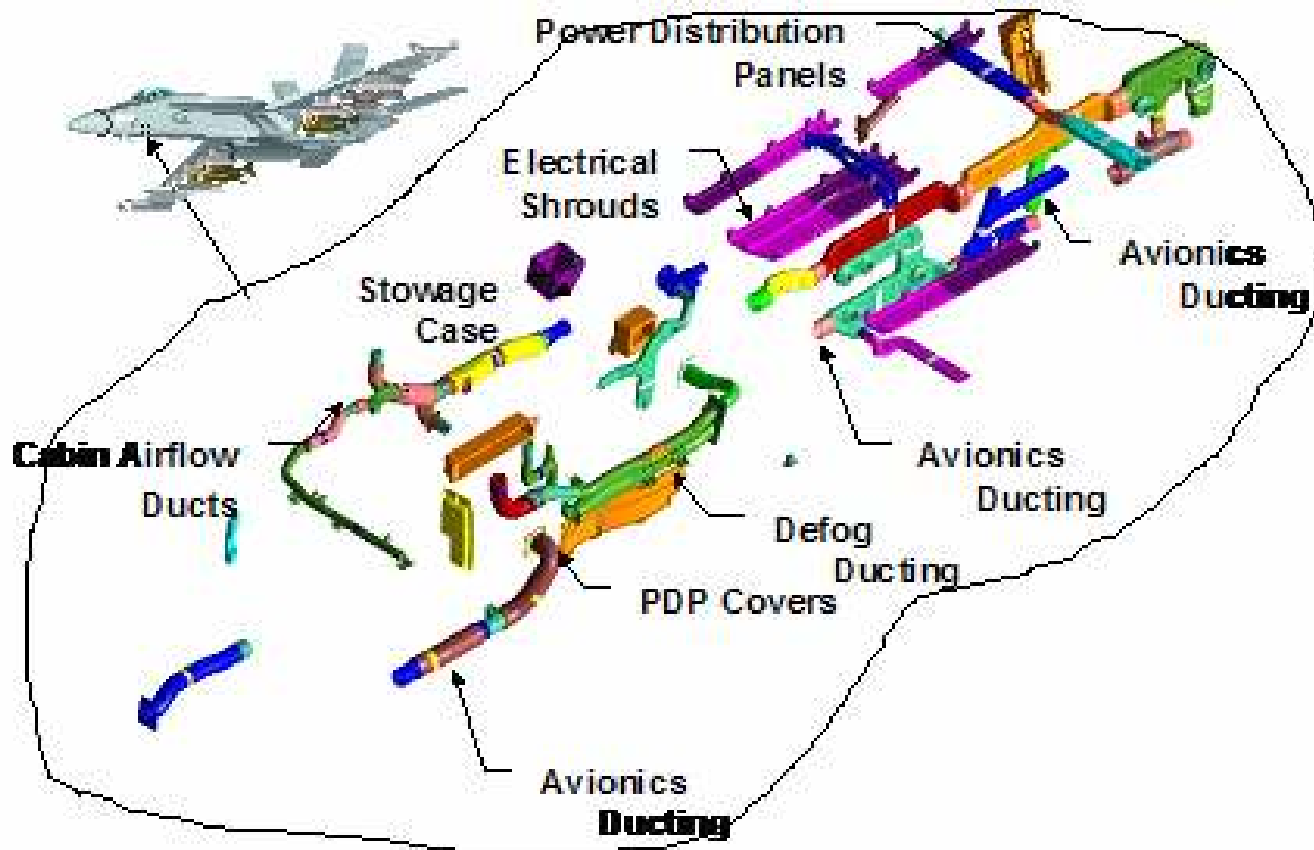 Power Distribution
Panels
Electrical
Shrouds
Avionics
Ducting
Stowage
Case
Cabin Airflow
Ducts
Avionics
Ducting
Defog
Ducting
PDP Covers
Avionics
Ducting